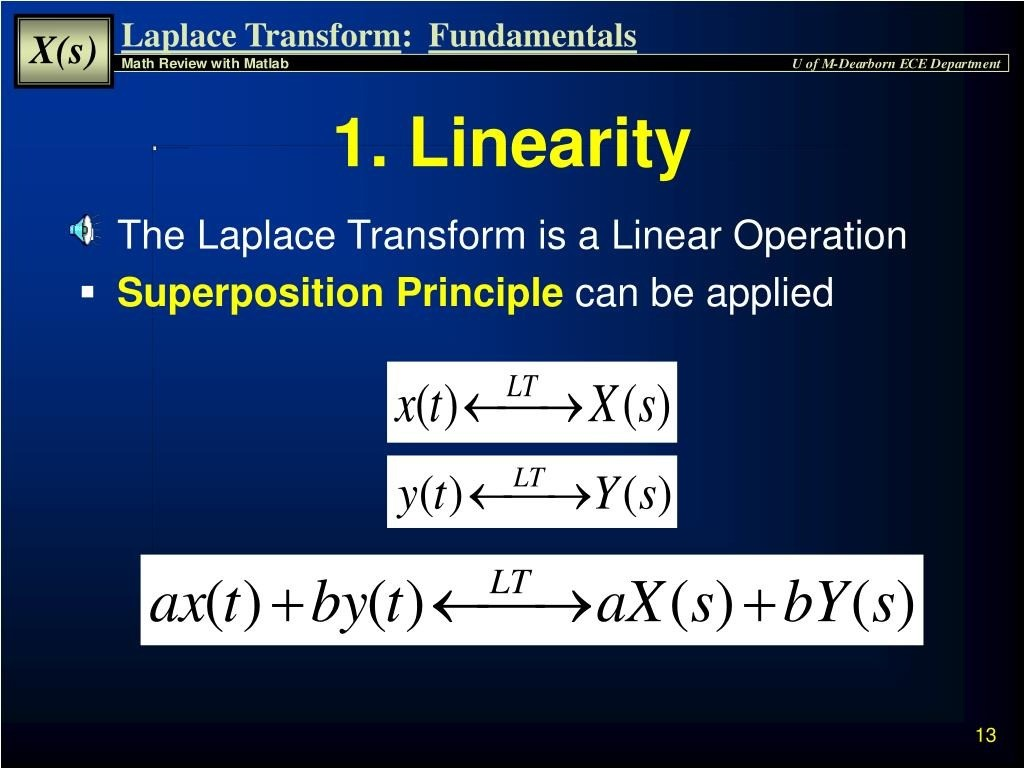 X(s)
Laplace Transform: Fundamentals
Math Review with Matlab
U of M-Dearborn ECE Department
1. Linearity
The Laplace Transform is a Linear Operation
▪ Superposition Principle can be applied
x(t) ⟷ᴸᵀ X(s)
y(t) ⟷ᴸᵀ Y(s)
ax(t) + by(t) ⟷ᴸᵀ aX(s) + bY(s)
13